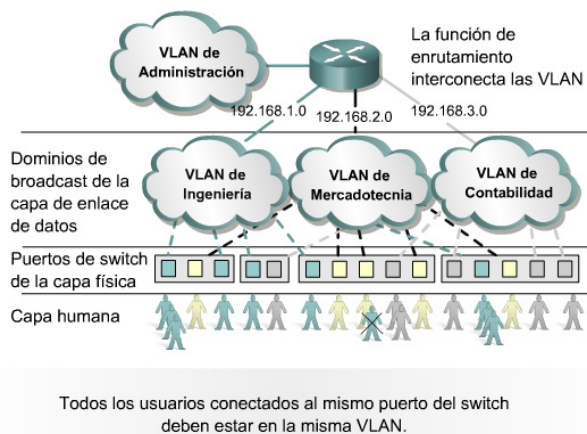 VLAN de
Administración
La función de
enrutamiento
interconecta las VLAN
192.168.1.0
192.168.2.0
192.168.3.0
Dominios de
broadcast de la
capa de enlace
de datos
VLAN de
Ingeniería
VLAN de
Mercadotecnia
VLAN de
Contabilidad
Puertos de switch
de la capa física
Capa humana
Todos los usuarios conectados al mismo puerto del switch
deben estar en la misma VLAN.